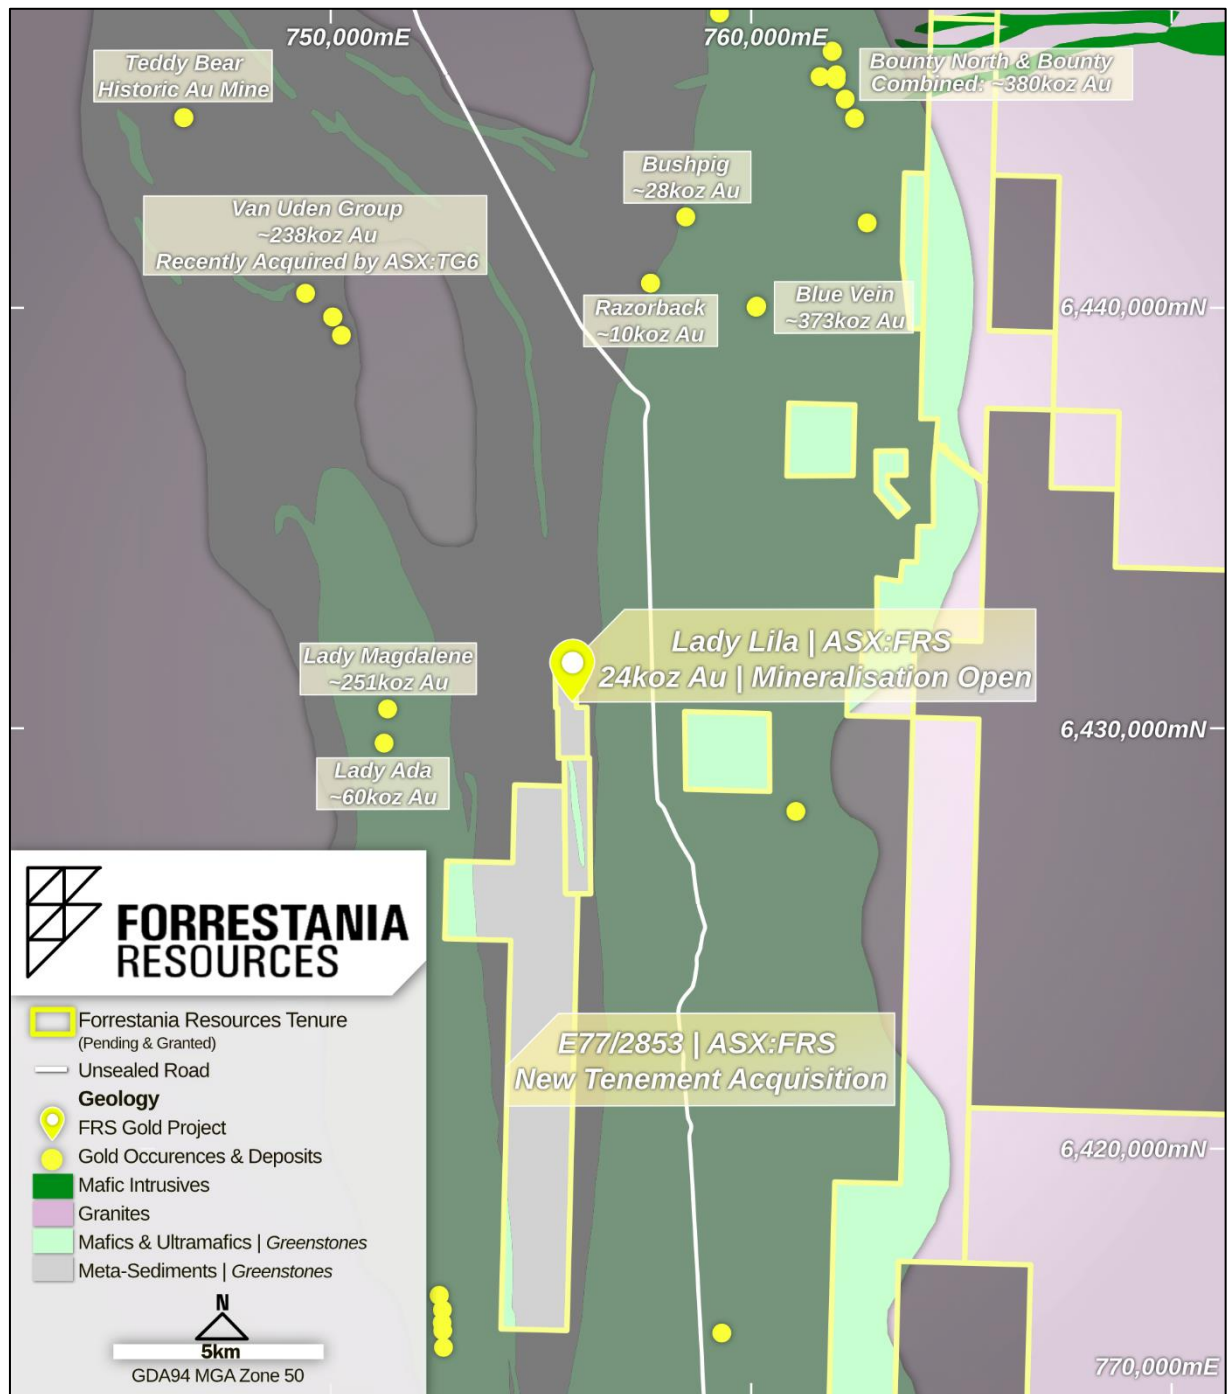 750,000mE
760,000mE
Teddy Bear
Historic Au Mine
Bounty North & Bounty
Combined: ~380koz Au
Bushpig
~28koz Au
Van Uden Group
~238koz Au
Recently Acquired by ASX:TG6
Razorback
~10koz Au
Blue Vein
~373koz Au
6,440,000mN
Lady Lila | ASX:FRS
24koz Au | Mineralisation Open
Lady Magdalene
~251koz Au
6,430,000mN
Lady Ada
~60koz Au
FORRESTANIA
RESOURCES
Forrestania Resources Tenure
(Pending & Granted)
Unsealed Road
Geology
FRS Gold Project
Gold Occurences & Deposits
Mafic Intrusives
Granites
Mafics & Ultramafics | Greenstones
Meta-Sediments | Greenstones
N
5km
GDA94 MGA Zone 50
E77/2853 | ASX:FRS
New Tenement Acquisition
6,420,000mN
770,000mE